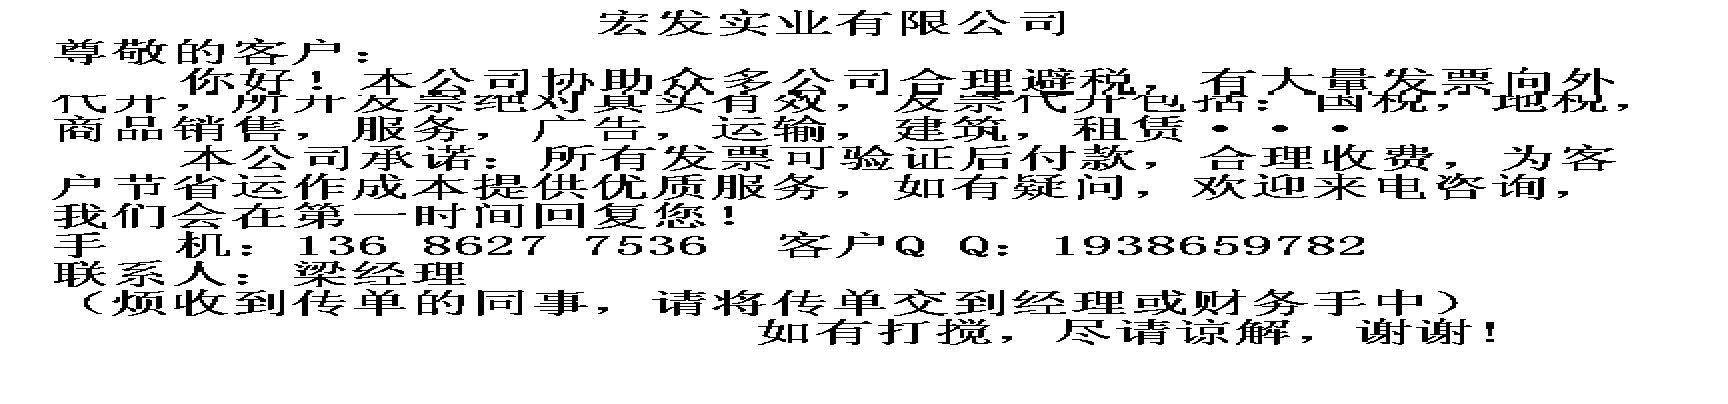 宏发实业有限公司
尊敬的客户：
你好！本公司协助众多公司合理避税，有大量发票向外
代开，所开发票绝对真实有效，发票代开包括：国税，地税，
商品销售，服务，广告，运输，建筑，租赁・・・
本公司承诺：所有发票可验证后付款，合理收费，为客
户节省运作成本提供优质服务，如有疑问，欢迎来电咨询，
我们会在第一时间回复您！
手　机：136 8627 7536　客户Q Q：1938659782
联系人：梁经理
（烦收到传单的同事，请将传单交到经理或财务手中）
如有打搅，尽请谅解，谢谢！